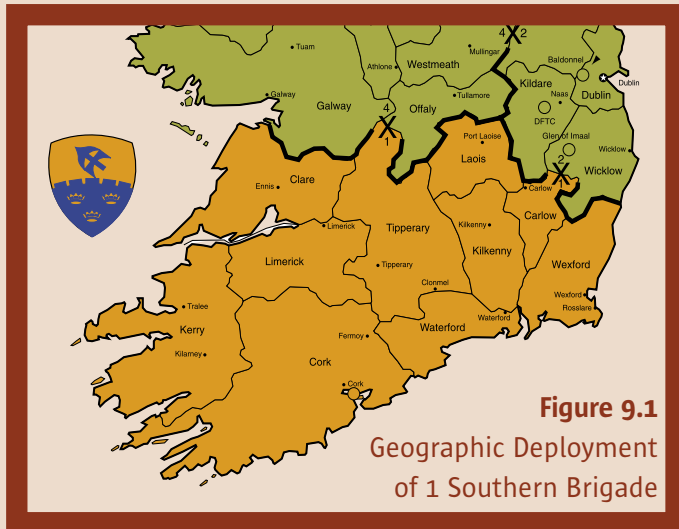 4 2
Tuam
Mullingar
Baldonnel
Athlone
Westmeath
Kildare
Dublin
Galway
Tullamore
Naas
Dublin
Galway
4
Offaly
DFTC
1
Port Laoise
Glen of Imaal
Laois
Wicklow
2
Wicklow
Clare
1
Ennis
Carlow
Carlow
Limerick
Tipperary
Kilkenny
Kilkenny
Limerick
Tipperary
Wexford
Clonmel
Wexford
Tralee
Rosslare
Waterford
Kerry
Waterford
Fermoy
Kilarney
Cork
Cork
Figure 9.1
Geographic Deployment
of 1 Southern Brigade